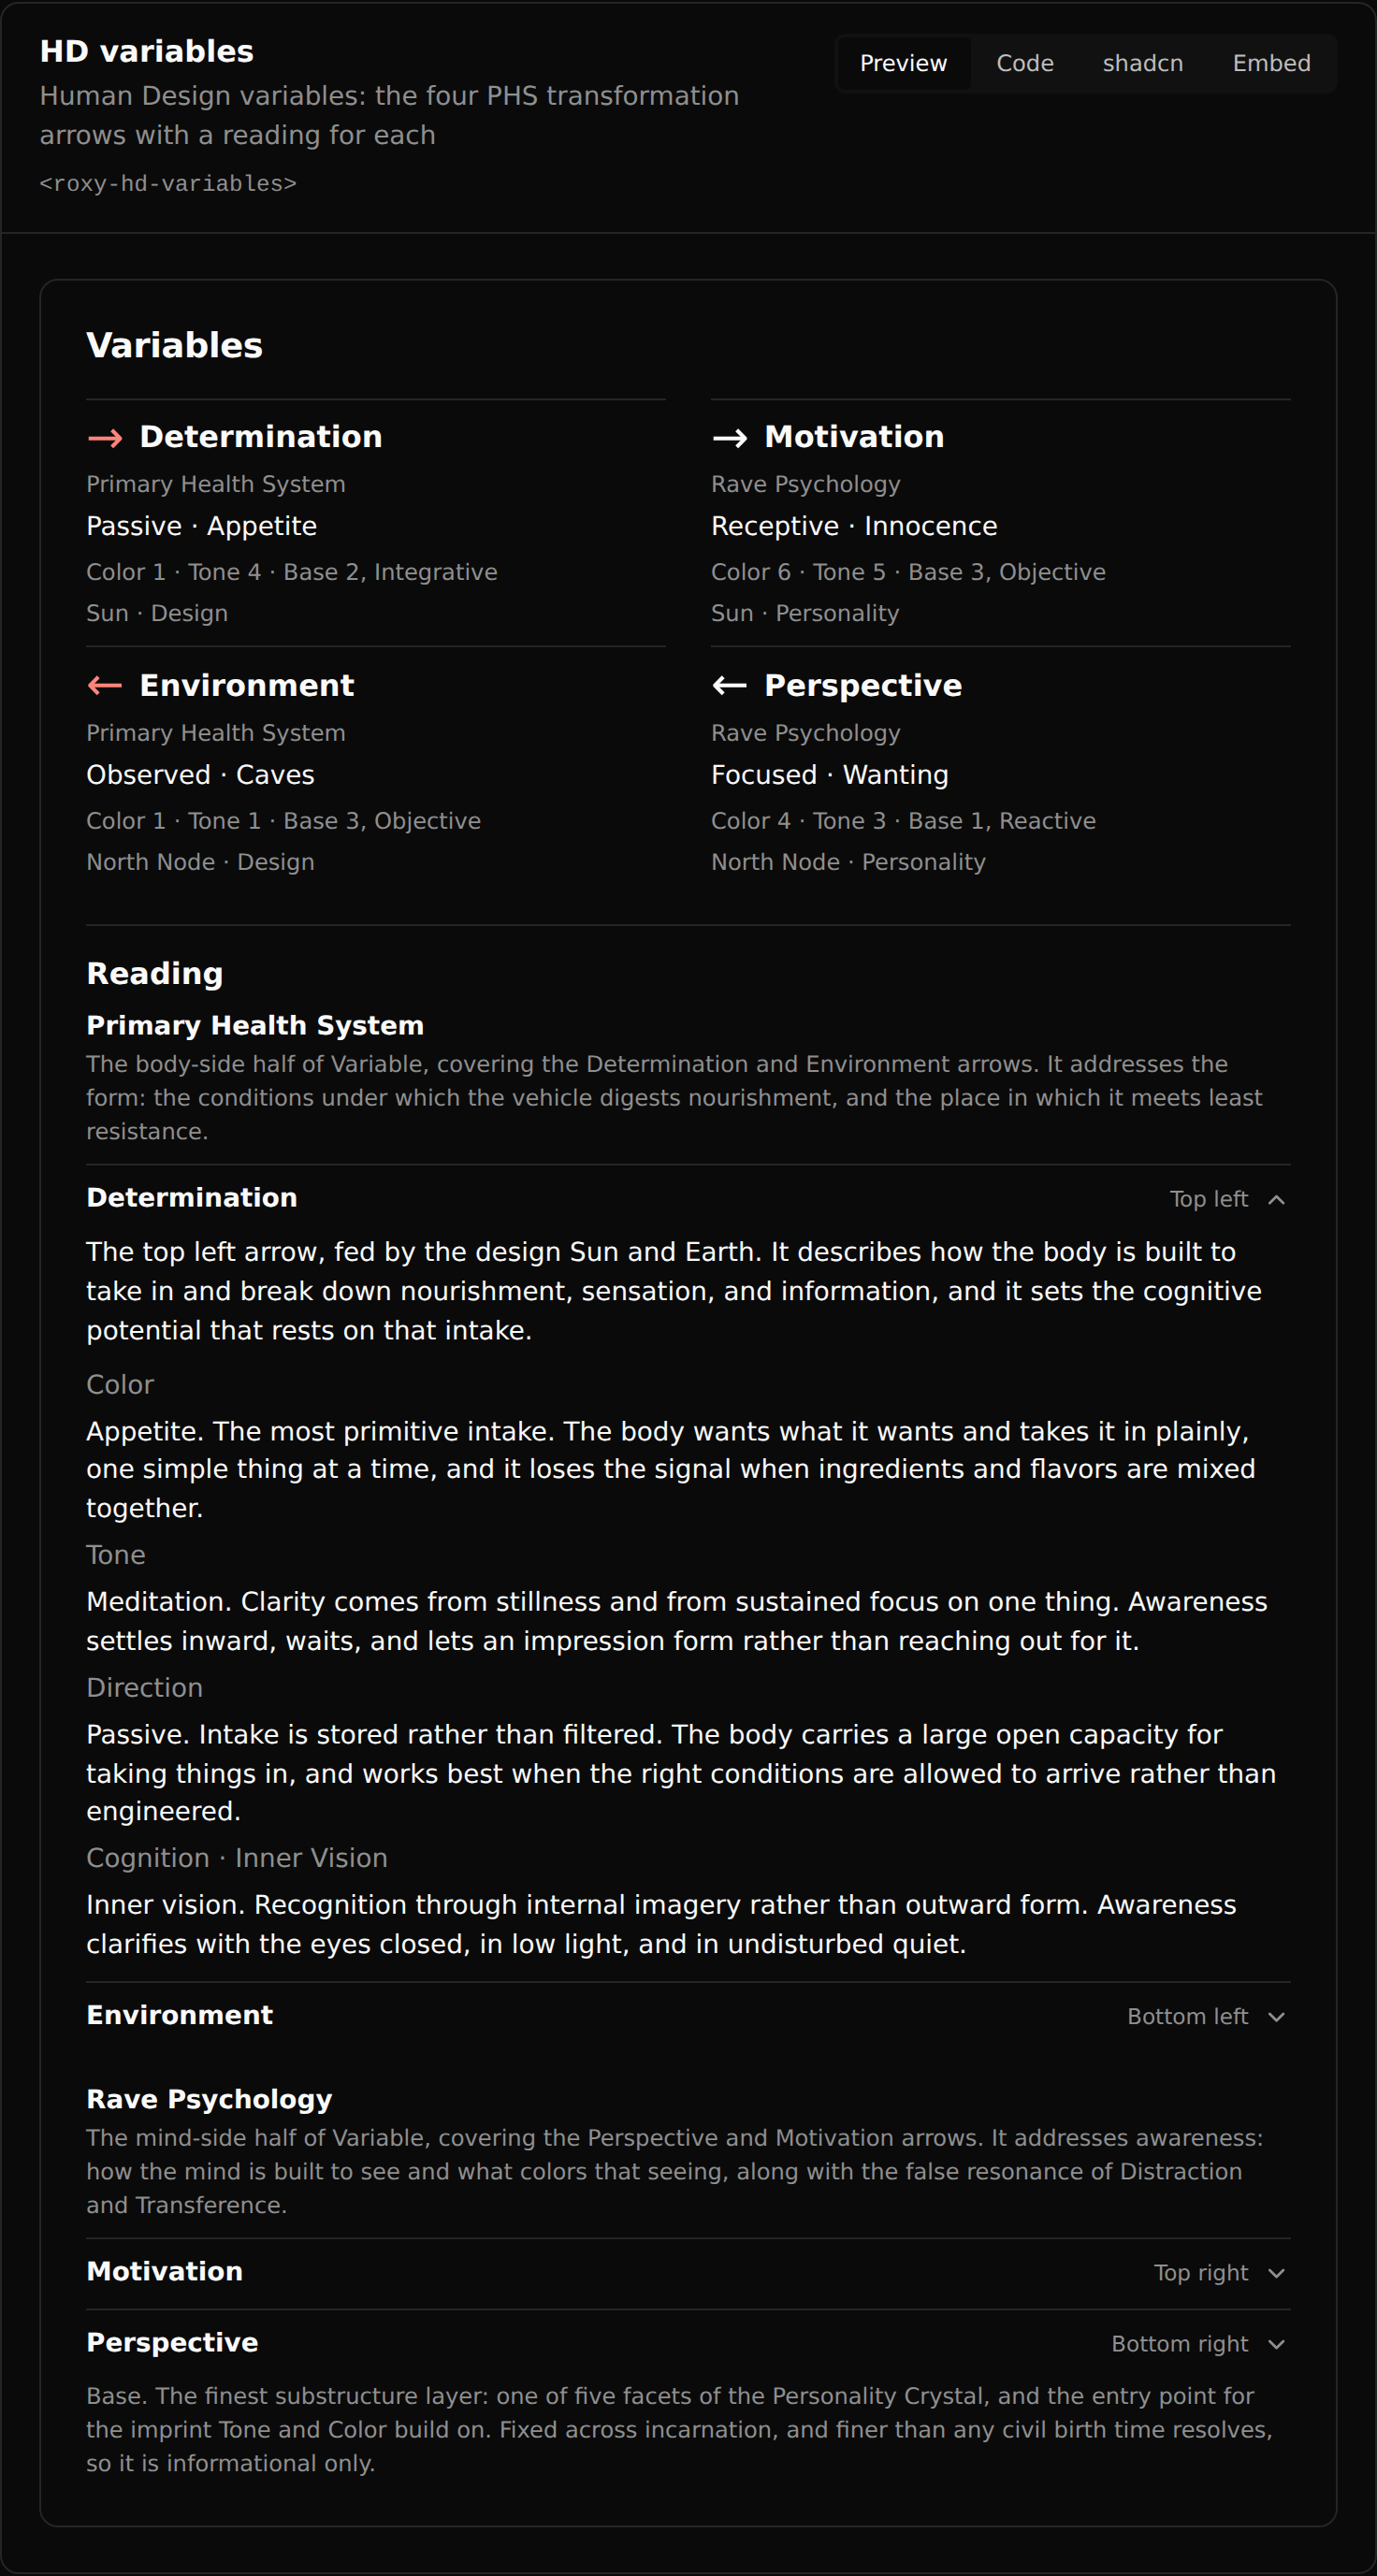 HD variables
Human Design variables: the four PHS transformation
arrows with a reading for each
<roxy-hd-variables>
Preview
Code
shadcn
Embed
Variables
→ Determination
Primary Health System
Passive · Appetite
Color 1 · Tone 4 · Base 2, Integrative
Sun · Design
→ Motivation
Rave Psychology
Receptive · Innocence
Color 6 · Tone 5 · Base 3, Objective
Sun · Personality
← Environment
Primary Health System
Observed · Caves
Color 1 · Tone 1 · Base 3, Objective
North Node · Design
← Perspective
Rave Psychology
Focused · Wanting
Color 4 · Tone 3 · Base 1, Reactive
North Node · Personality
Reading
Primary Health System
The body-side half of Variable, covering the Determination and Environment arrows. It addresses the
form: the conditions under which the vehicle digests nourishment, and the place in which it meets least
resistance.
Determination
Top left
The top left arrow, fed by the design Sun and Earth. It describes how the body is built to
take in and break down nourishment, sensation, and information, and it sets the cognitive
potential that rests on that intake.
Color
Appetite. The most primitive intake. The body wants what it wants and takes it in plainly,
one simple thing at a time, and it loses the signal when ingredients and flavors are mixed
together.
Tone
Meditation. Clarity comes from stillness and from sustained focus on one thing. Awareness
settles inward, waits, and lets an impression form rather than reaching out for it.
Direction
Passive. Intake is stored rather than filtered. The body carries a large open capacity for
taking things in, and works best when the right conditions are allowed to arrive rather than
engineered.
Cognition · Inner Vision
Inner vision. Recognition through internal imagery rather than outward form. Awareness
clarifies with the eyes closed, in low light, and in undisturbed quiet.
Environment
Bottom left
Rave Psychology
The mind-side half of Variable, covering the Perspective and Motivation arrows. It addresses awareness:
how the mind is built to see and what colors that seeing, along with the false resonance of Distraction
and Transference.
Motivation
Top right
Perspective
Bottom right
Base. The finest substructure layer: one of five facets of the Personality Crystal, and the entry point for
the imprint Tone and Color build on. Fixed across incarnation, and finer than any civil birth time resolves,
so it is informational only.